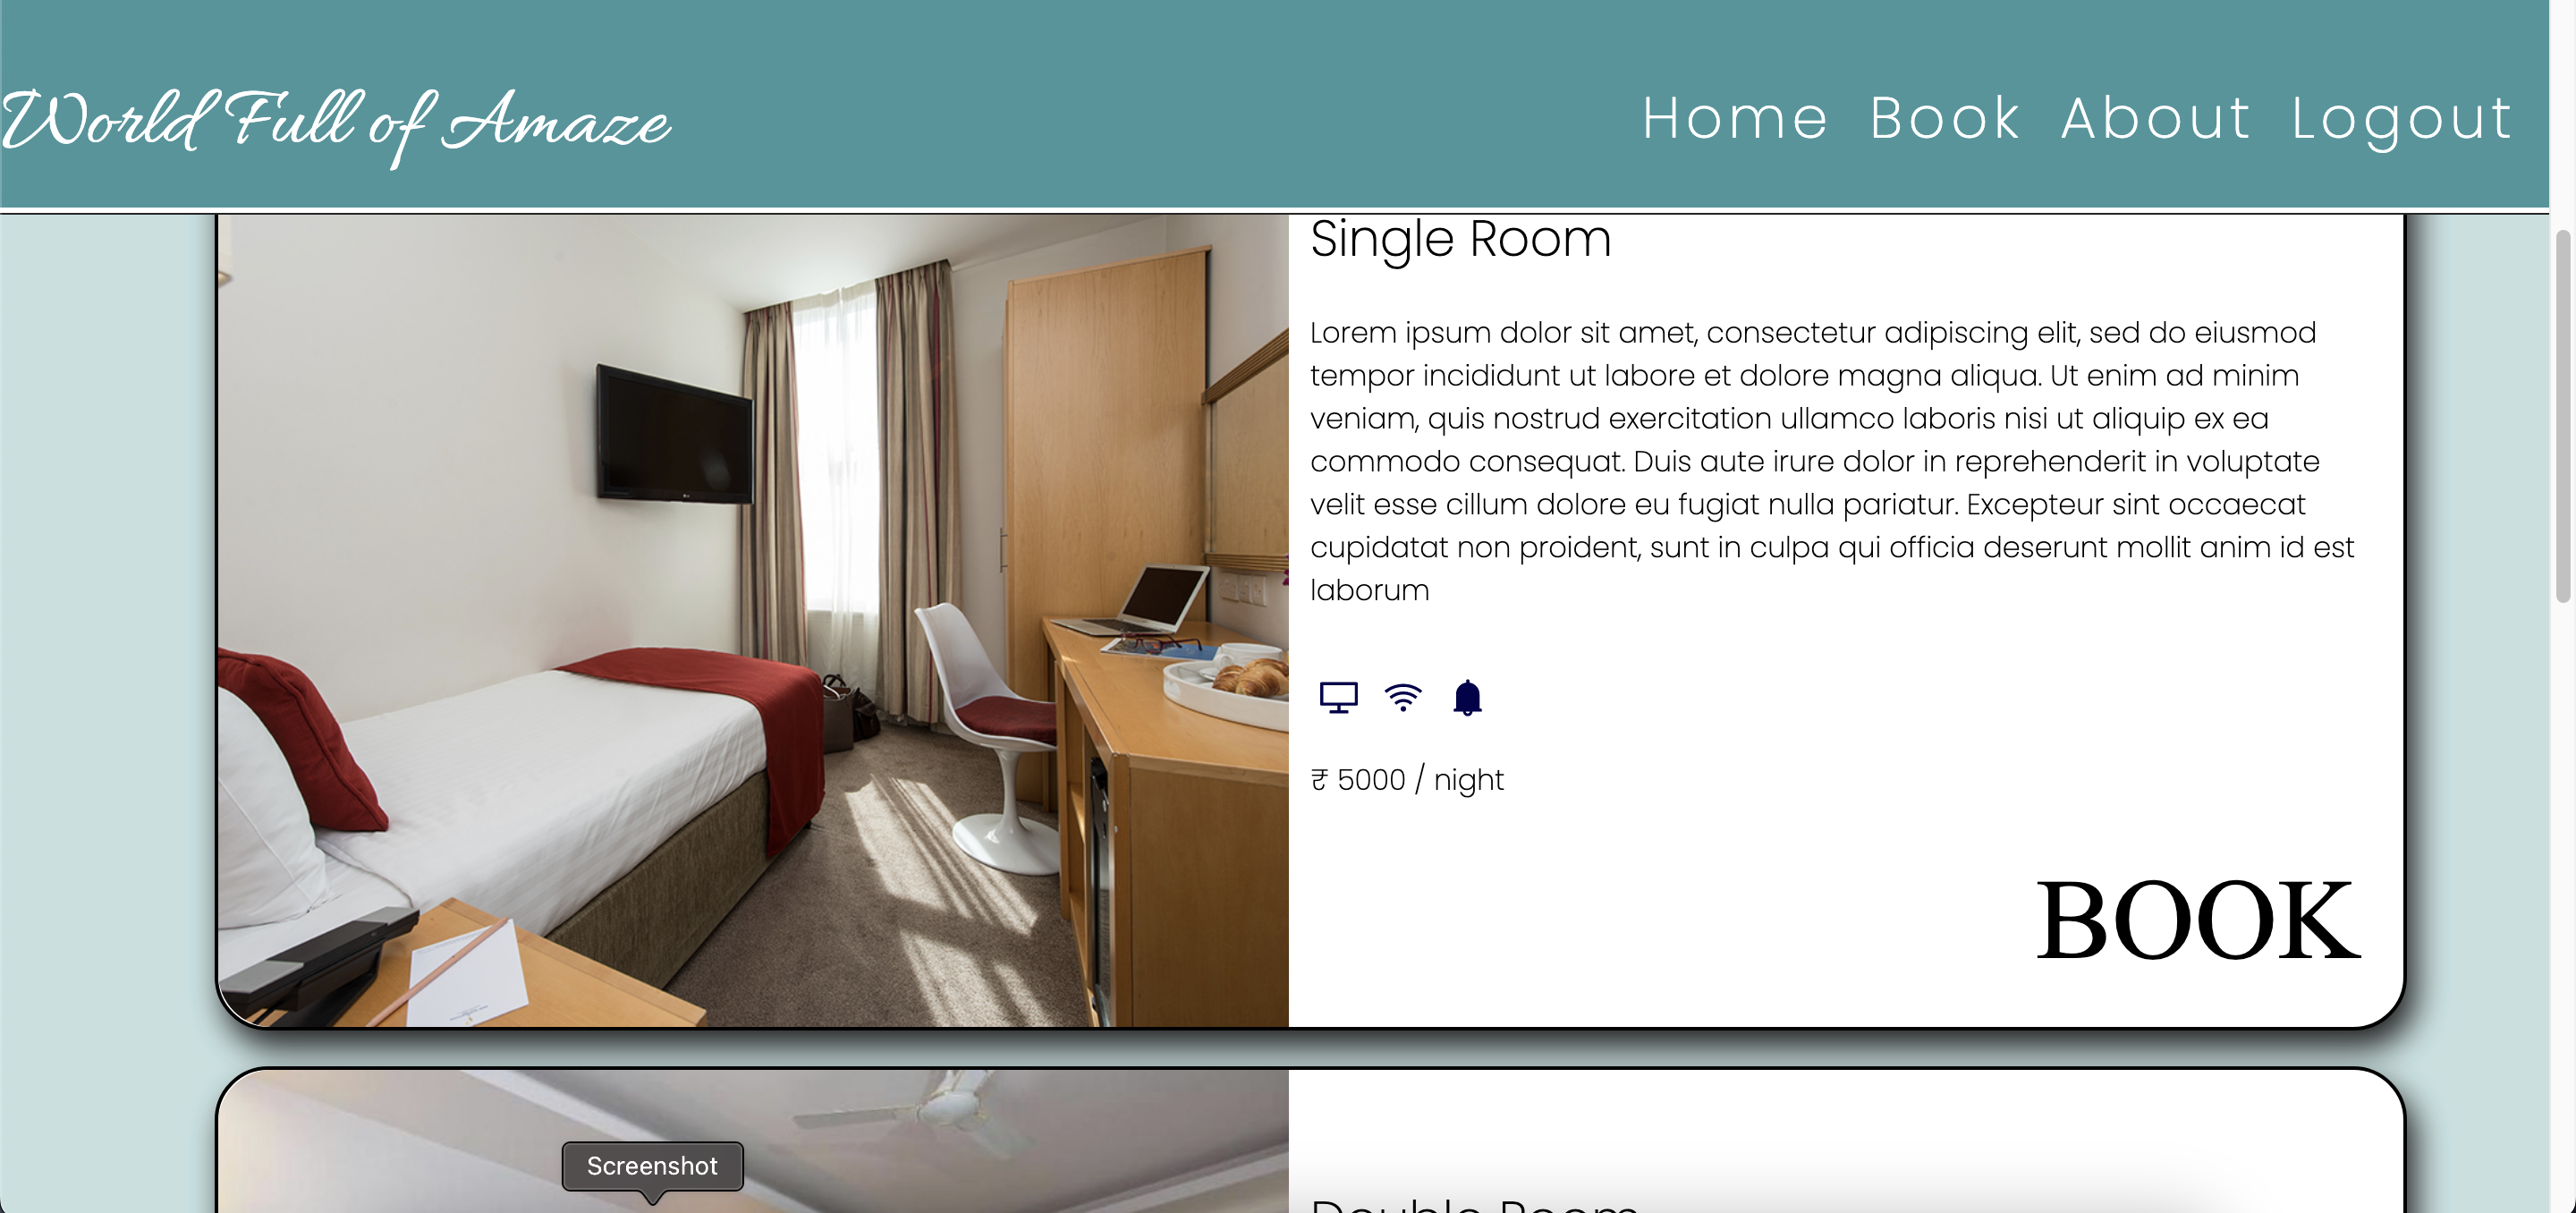 World Full of Amaze
Home Book About Logout
Single Room
Lorem ipsum dolor sit amet, consectetur adipiscing elit, sed do eiusmod
tempor incididunt ut labore et dolore magna aliqua. Ut enim ad minim
veniam, quis nostrud exercitation ullamco laboris nisi ut aliquip ex ea
commodo consequat. Duis aute irure dolor in reprehenderit in voluptate
velit esse cillum dolore eu fugiat nulla pariatur. Excepteur sint occaecat
cupidatat non proident, sunt in culpa qui officia deserunt mollit anim id est
laborum
₹ 5000 / night
BOOK
Screenshot
Double Room